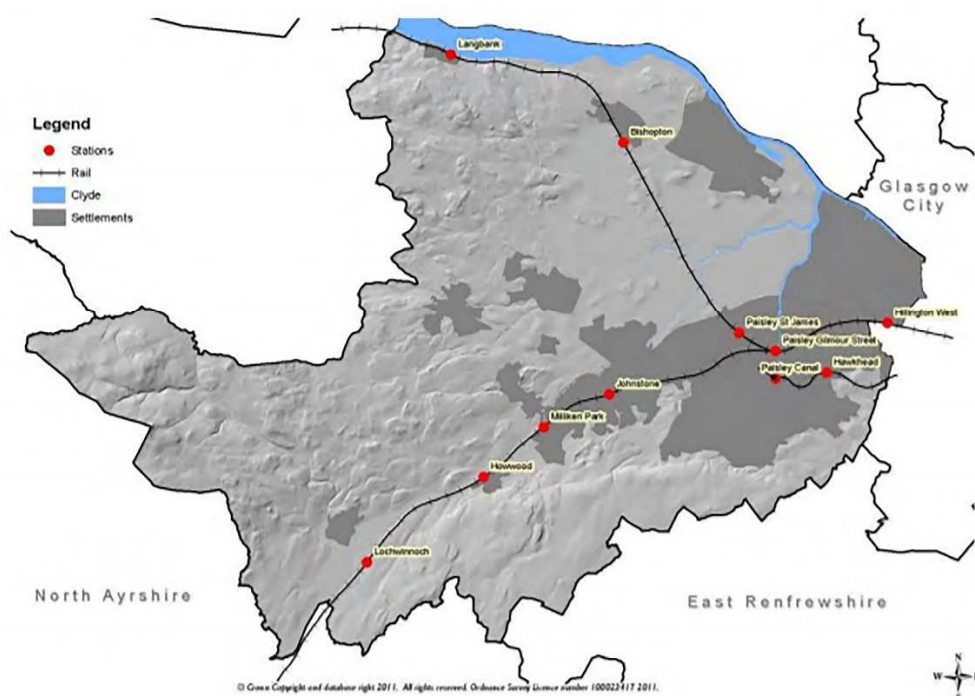 Langbank
Legend
Stations
Rail
Clyde
Settlements
Bishopton
Glasgow
City
Paisley St James
Hillington West
Paisley Gilmour Street
Paisley Canal
Hawkhead
Johnstone
Milliken Park
Howwood
Lochwinnoch
North Ayrshire
East Renfrewshire
N
W
© Crown Copyright and database right 2011. All rights reserved. Ordnance Survey Licence number 100023417 2011.